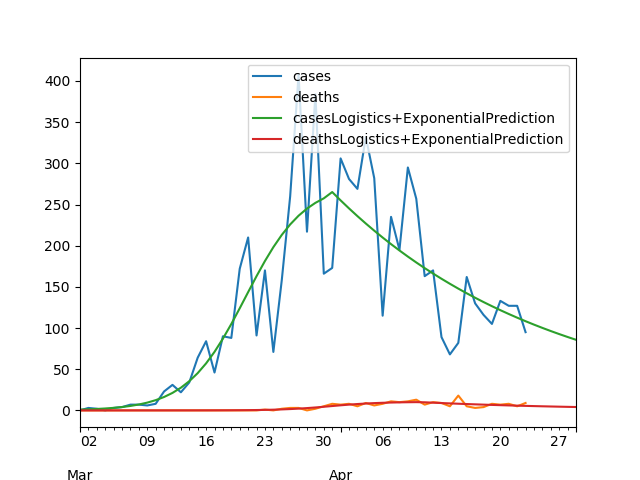 cases
deaths
casesLogistics+ExponentialPrediction
deathsLogistics+ExponentialPrediction
400
350
300
250
200
150
100
50
0
02 09 16 23 30 06 13 20 27
Mar Apr